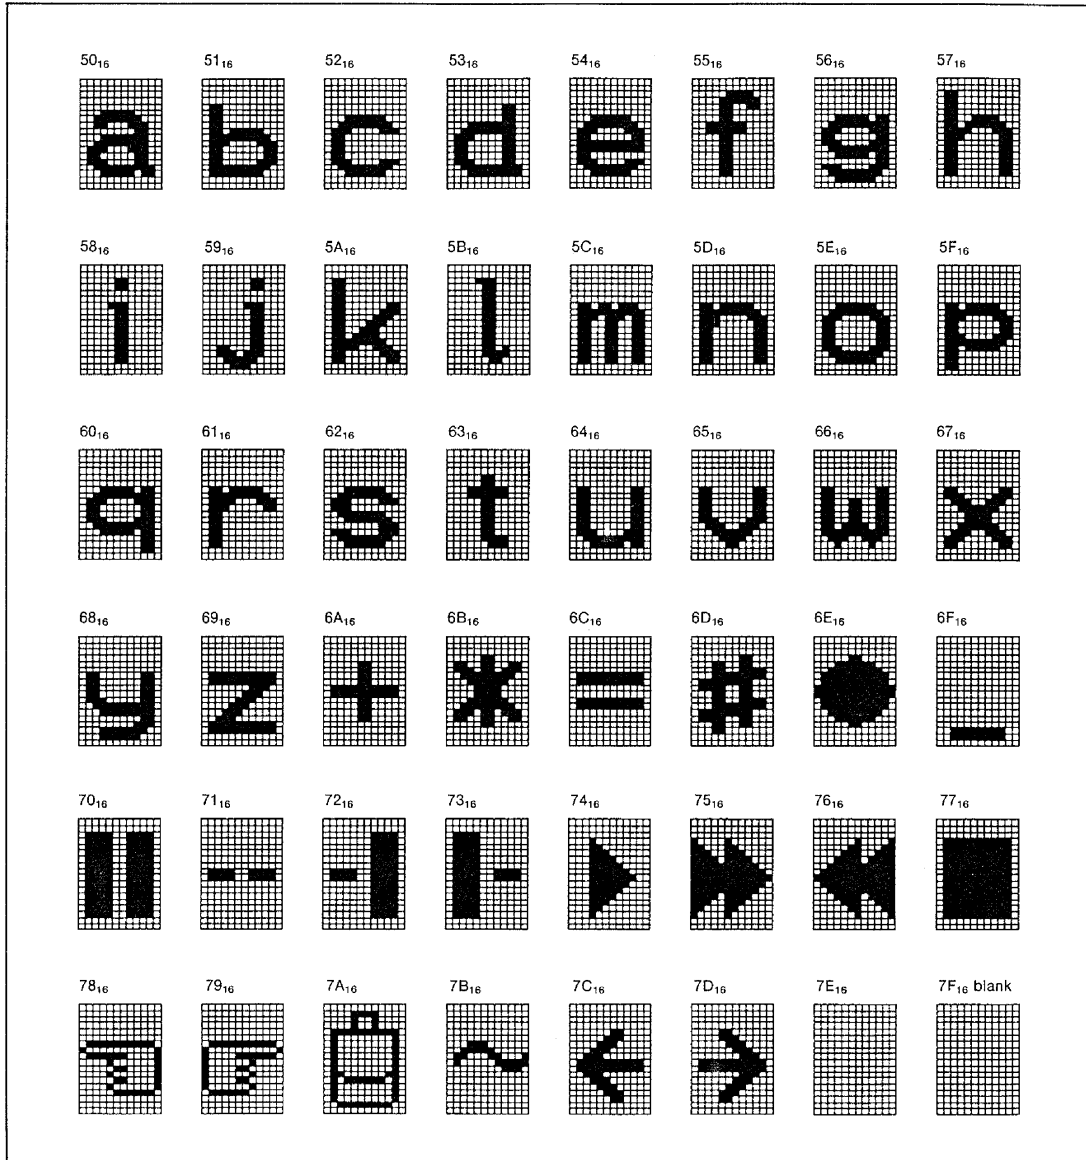 50₁₆ 51₁₆ 52₁₆ 53₁₆ 54₁₆ 55₁₆ 56₁₆ 57₁₆
a b c d e f g h
58₁₆ 59₁₆ 5A₁₆ 5B₁₆ 5C₁₆ 5D₁₆ 5E₁₆ 5F₁₆
i j k l m n o p
60₁₆ 61₁₆ 62₁₆ 63₁₆ 64₁₆ 65₁₆ 66₁₆ 67₁₆
q r s t u v w x
68₁₆ 69₁₆ 6A₁₆ 6B₁₆ 6C₁₆ 6D₁₆ 6E₁₆ 6F₁₆
y z + * = # ● _
70₁₆ 71₁₆ 72₁₆ 73₁₆ 74₁₆ 75₁₆ 76₁₆ 77₁₆
78₁₆ 79₁₆ 7A₁₆ 7B₁₆ 7C₁₆ 7D₁₆ 7E₁₆ 7F₁₆ blank
~ ← →